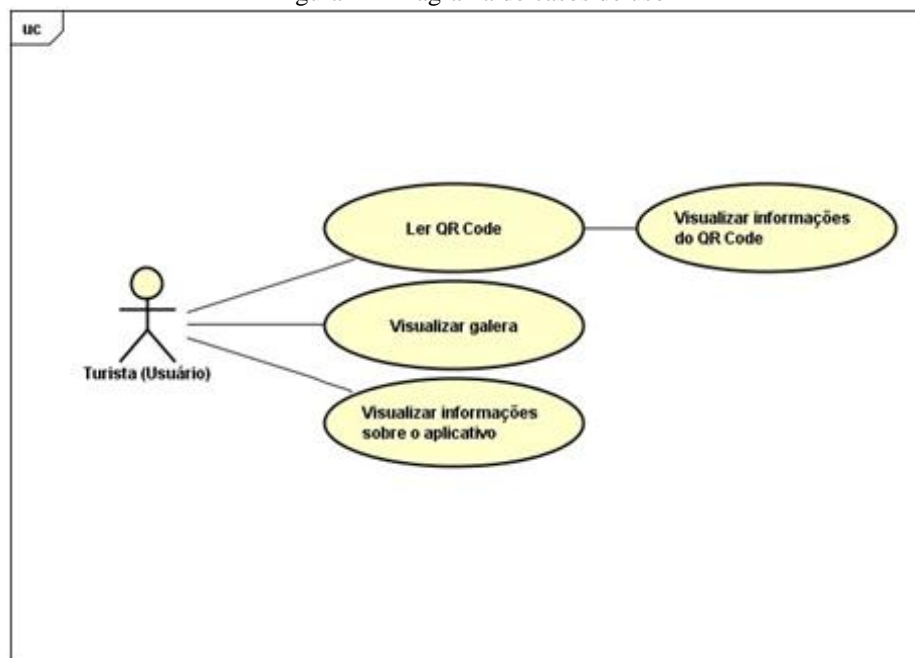 uc
Ler QR Code
Visualizar informações
do QR Code
Visualizar galera
Turista (Usuário)
Visualizar informações
sobre o aplicativo